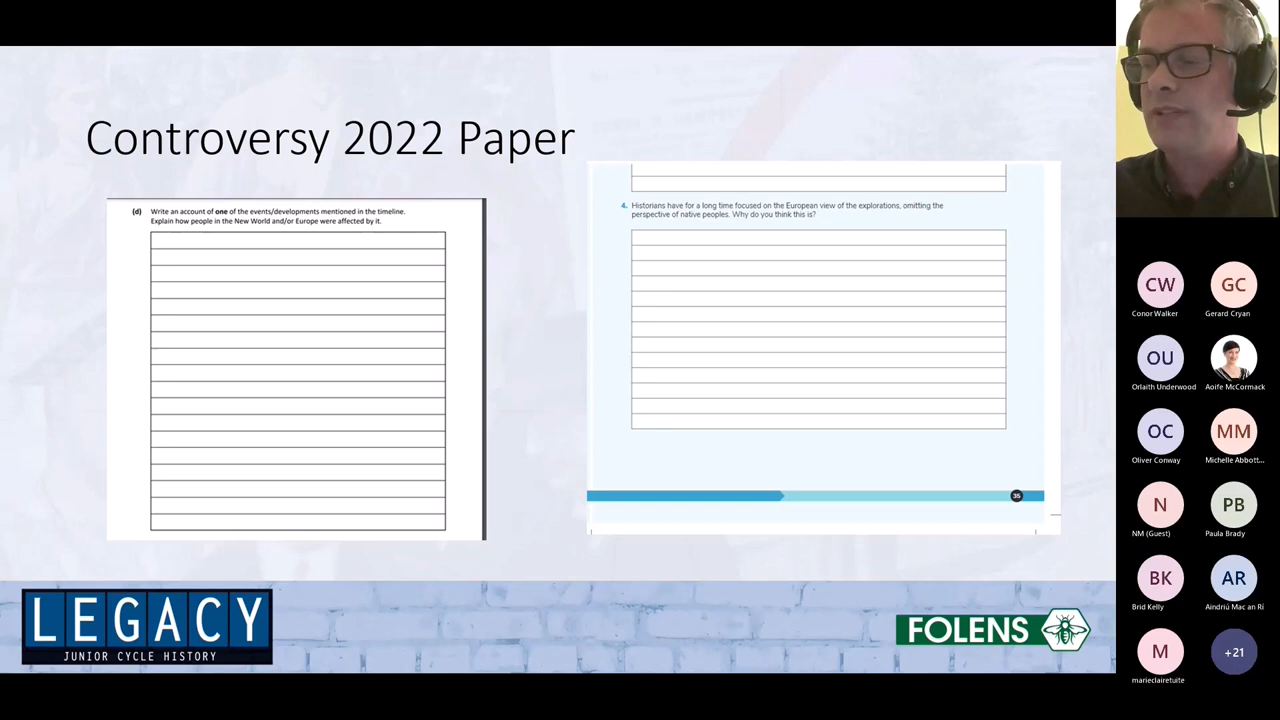 Controversy 2022 Paper
(d) Write an account of one of the events/developments mentioned in the timeline.
Explain how people in the New World and/or Europe were affected by it.
4. Historians have for a long time focused on the European view of the explorations, omitting the
perspective of native peoples. Why do you think this is?
35
LEGACY
JUNIOR CYCLE HISTORY
FOLENS
CW
Conor Walker
GC
Gerard Cryan
OU
Orlaith Underwood
Aoife McCormack
OC
Oliver Conway
MM
Michelle Abbott...
N
NM (Guest)
PB
Paula Brady
BK
Brid Kelly
AR
Aindriú Mac an Rí
M
marieclairetuite
+21